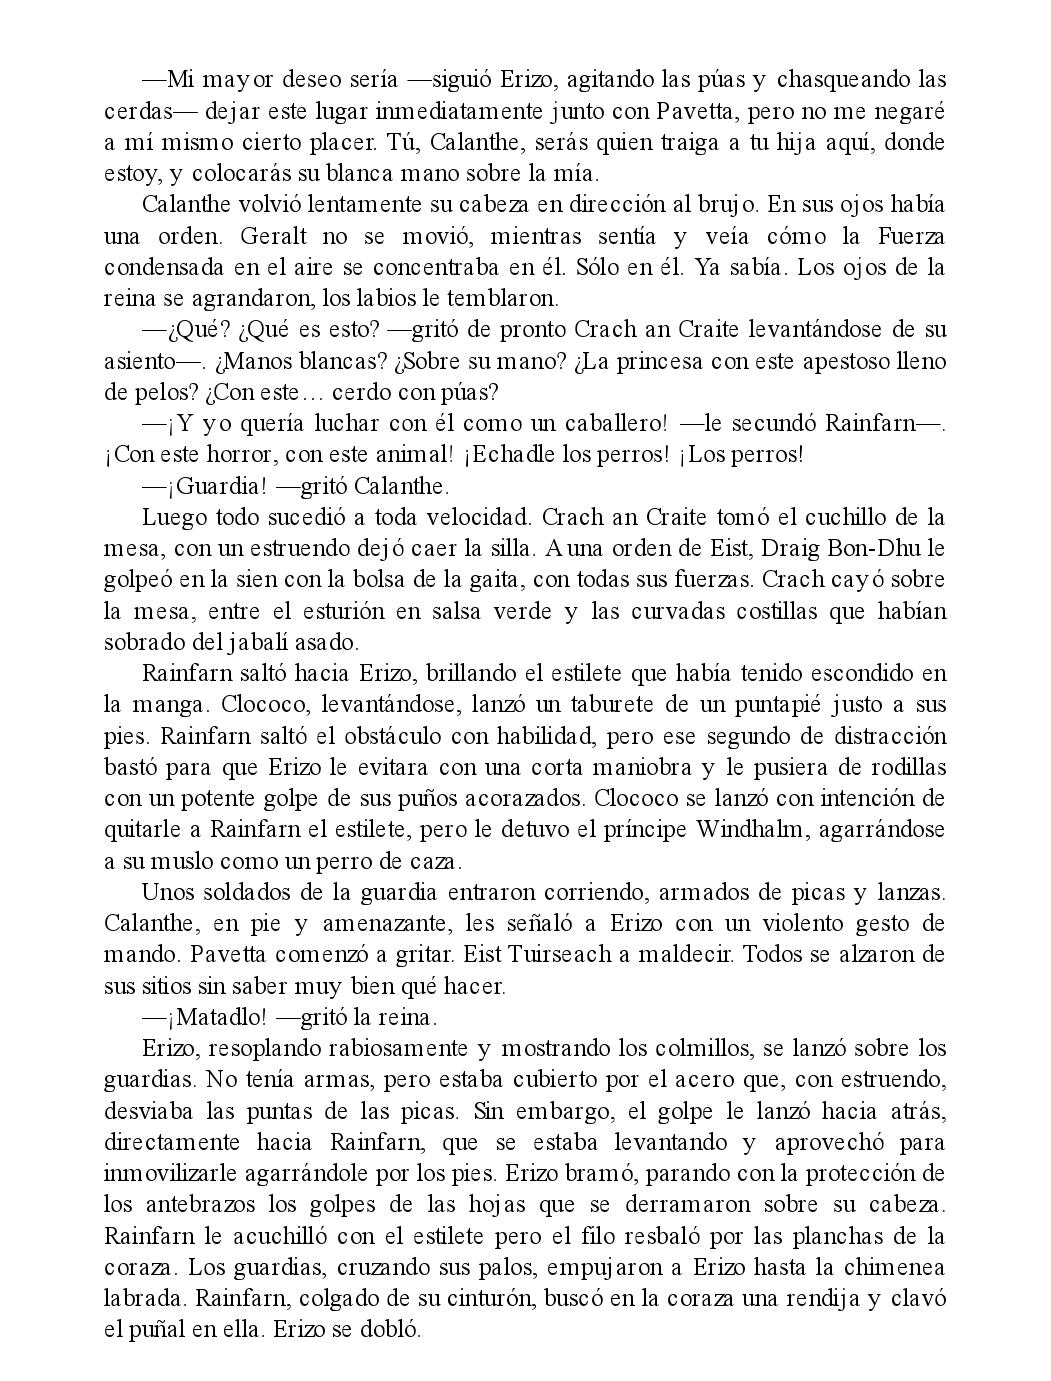 —Mi mayor deseo sería —siguió Erizo, agitando las púas y chasqueando las
cerdas— dejar este lugar inmediatamente junto con Pavetta, pero no me negaré
a mí mismo cierto placer. Tú, Calanthe, serás quien traiga a tu hija aquí, donde
estoy, y colocarás su blanca mano sobre la mía.
Calanthe volvió lentamente su cabeza en dirección al brujo. En sus ojos había
una orden. Geralt no se movió, mientras sentía y veía cómo la Fuerza
condensada en el aire se concentraba en él. Sólo en él. Ya sabía. Los ojos de la
reina se agrandaron, los labios le temblaron.
—¿Qué? ¿Qué es esto? —gritó de pronto Crach an Craite levantándose de su
asiento—. ¿Manos blancas? ¿Sobre su mano? ¿La princesa con este apestoso lleno
de pelos? ¿Con este… cerdo con púas?
—¡Y yo quería luchar con él como un caballero! —le secundó Rainfarn—.
¡Con este horror, con este animal! ¡Echadle los perros! ¡Los perros!
—¡Guardia! —gritó Calanthe.
Luego todo sucedió a toda velocidad. Crach an Craite tomó el cuchillo de la
mesa, con un estruendo dejó caer la silla. A una orden de Eist, Draig Bon-Dhu le
golpeó en la sien con la bolsa de la gaita, con todas sus fuerzas. Crach cayó sobre
la mesa, entre el esturión en salsa verde y las curvadas costillas que habían
sobrado del jabalí asado.
Rainfarn saltó hacia Erizo, brillando el estilete que había tenido escondido en
la manga. Clococo, levantándose, lanzó un taburete de un puntapié justo a sus
pies. Rainfarn saltó el obstáculo con habilidad, pero ese segundo de distracción
bastó para que Erizo le evitara con una corta maniobra y le pusiera de rodillas
con un potente golpe de sus puños acorazados. Clococo se lanzó con intención de
quitarle a Rainfarn el estilete, pero le detuvo el príncipe Windhalm, agarrándose
a su muslo como un perro de caza.
Unos soldados de la guardia entraron corriendo, armados de picas y lanzas.
Calanthe, en pie y amenazante, les señaló a Erizo con un violento gesto de
mando. Pavetta comenzó a gritar. Eist Tuirseach a maldecir. Todos se alzaron de
sus sitios sin saber muy bien qué hacer.
—¡Matadlo! —gritó la reina.
Erizo, resoplando rabiosamente y mostrando los colmillos, se lanzó sobre los
guardias. No tenía armas, pero estaba cubierto por el acero que, con estruendo,
desviaba las puntas de las picas. Sin embargo, el golpe le lanzó hacia atrás,
directamente hacia Rainfarn, que se estaba levantando y aprovechó para
inmovilizarle agarrándole por los pies. Erizo bramó, parando con la protección de
los antebrazos los golpes de las hojas que se derramaron sobre su cabeza.
Rainfarn le acuchilló con el estilete pero el filo resbaló por las planchas de la
coraza. Los guardias, cruzando sus palos, empujaron a Erizo hasta la chimenea
labrada. Rainfarn, colgado de su cinturón, buscó en la coraza una rendija y clavó
el puñal en ella. Erizo se dobló.